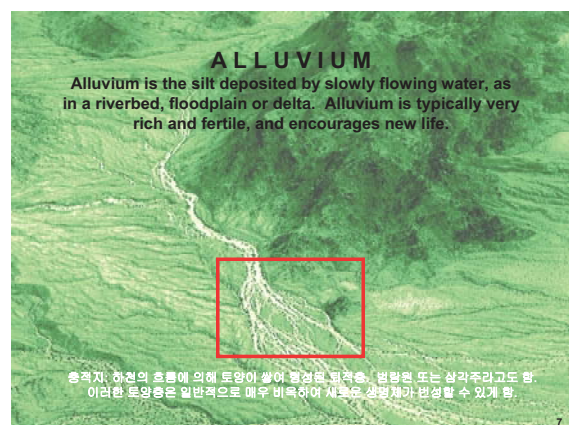 ALLUVIUM
Alluvium is the silt deposited by slowly flowing water, as
in a riverbed, floodplain or delta. Alluvium is typically very
rich and fertile, and encourages new life.
충적지: 하천의 흐름에 의해 토양이 쌓여 형성된 퇴적층. 범람원 또는 삼각주라고도 함.
이러한 토양층은 일반적으로 매우 비옥하여 새로운 생명체가 번성할 수 있게 함.
7